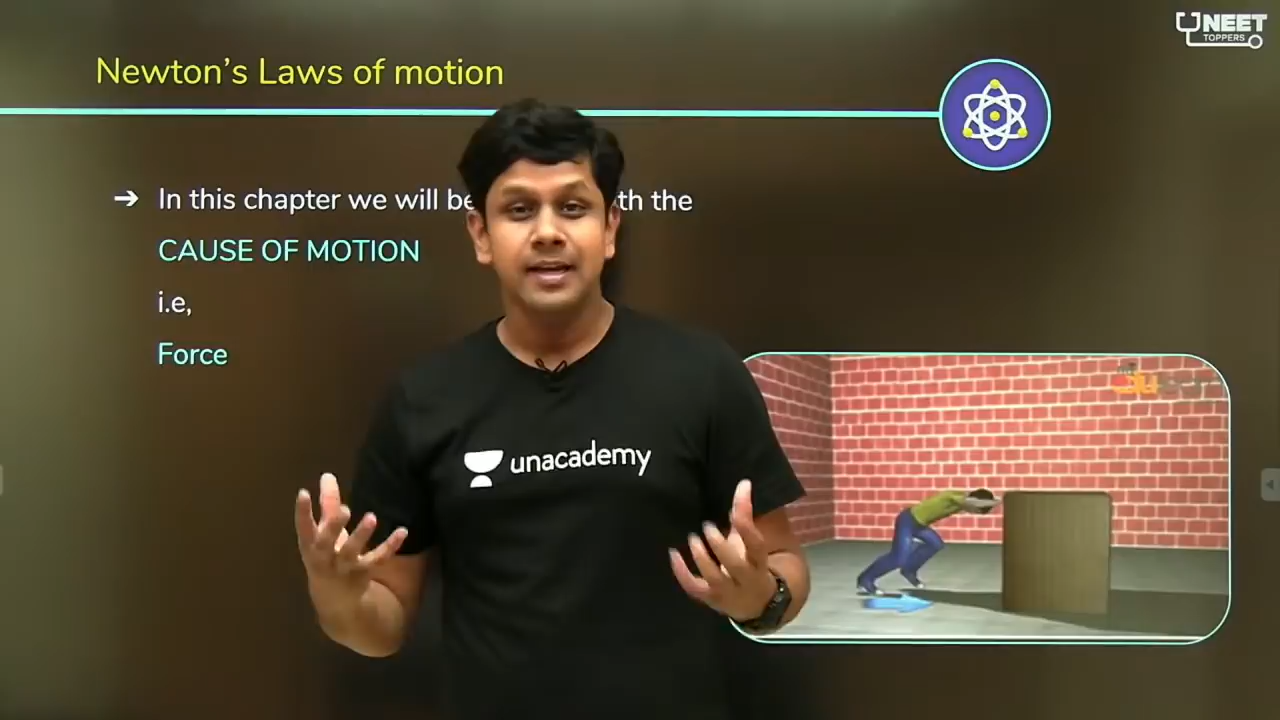 NEET
TOPPERS
Newton's Laws of motion
➔ In this chapter we will be th the
CAUSE OF MOTION
i.e,
Force
unacademy